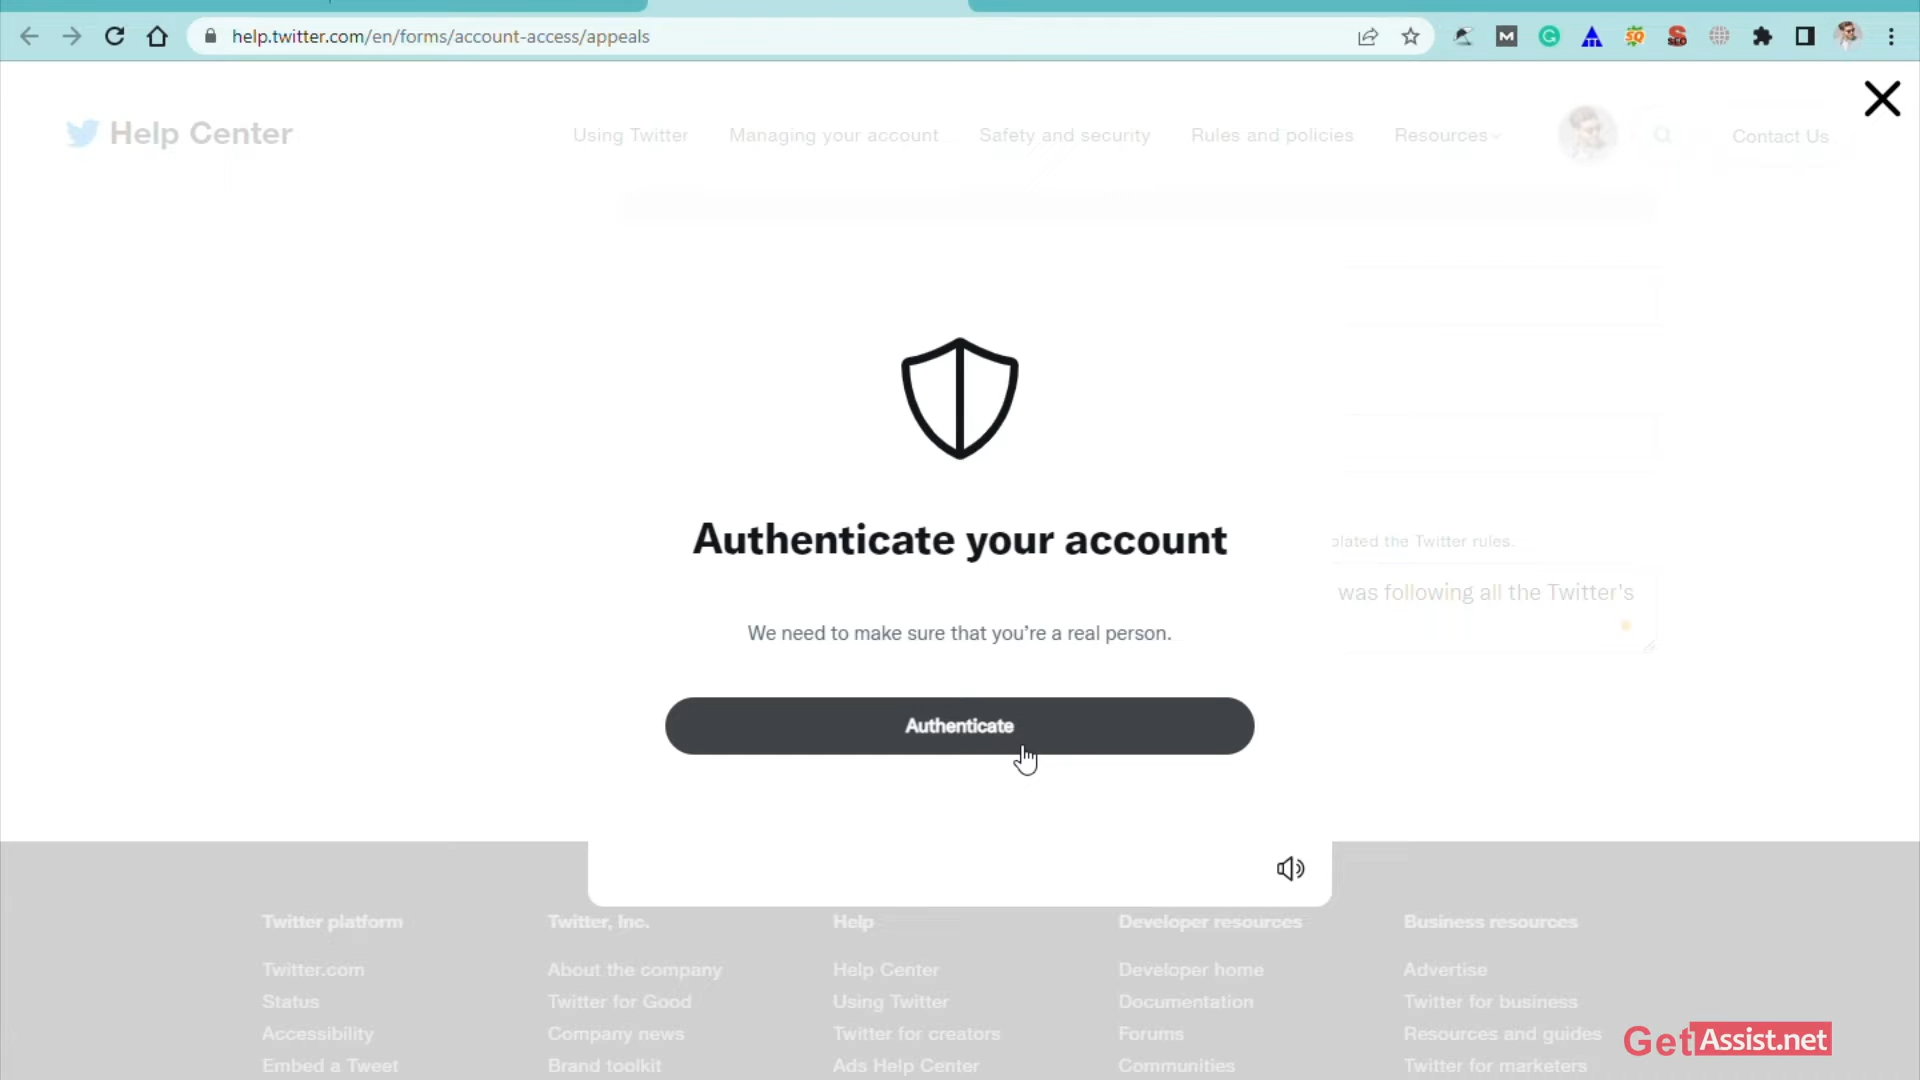 help.twitter.com/en/forms/account-access/appeals
M
G
SQ
SEO
Help Center
Using Twitter
Managing your account
Safety and security
Rules and policies
Resources
Contact Us
Authenticate your account
olated the Twitter rules.
was following all the Twitter's
We need to make sure that you're a real person.
Authenticate
Twitter platform
Twitter, Inc.
Help
Developer resources
Business resources
Twitter.com
About the company
Help Center
Developer home
Advertise
Status
Twitter for Good
Using Twitter
Documentation
Twitter for business
Accessibility
Company news
Twitter for creators
Forums
Resources and guides
Embed a Tweet
Brand toolkit
Ads Help Center
Communities
Twitter for marketers
GetAssist.net